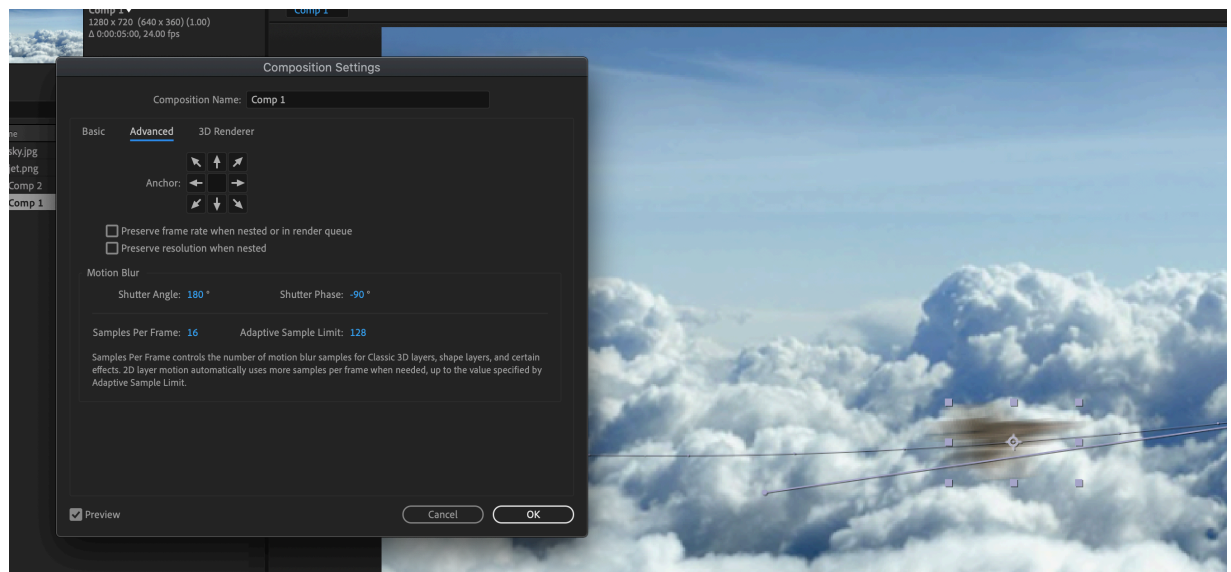 Comp 1
Comp 1
1280 x 720 (640 x 360) (1.00)
Δ 0:00:05:00, 24.00 fps
Composition Settings
Composition Name: Comp 1
Basic Advanced 3D Renderer
sky.jpg
jet.png
Comp 2
Comp 1
Anchor:
Preserve frame rate when nested or in render queue
Preserve resolution when nested
Motion Blur
Shutter Angle: 180 ° Shutter Phase: -90 °
Samples Per Frame: 16 Adaptive Sample Limit: 128
Samples Per Frame controls the number of motion blur samples for Classic 3D layers, shape layers, and certain
effects. 2D layer motion automatically uses more samples per frame when needed, up to the value specified by
Adaptive Sample Limit.
Preview Cancel OK